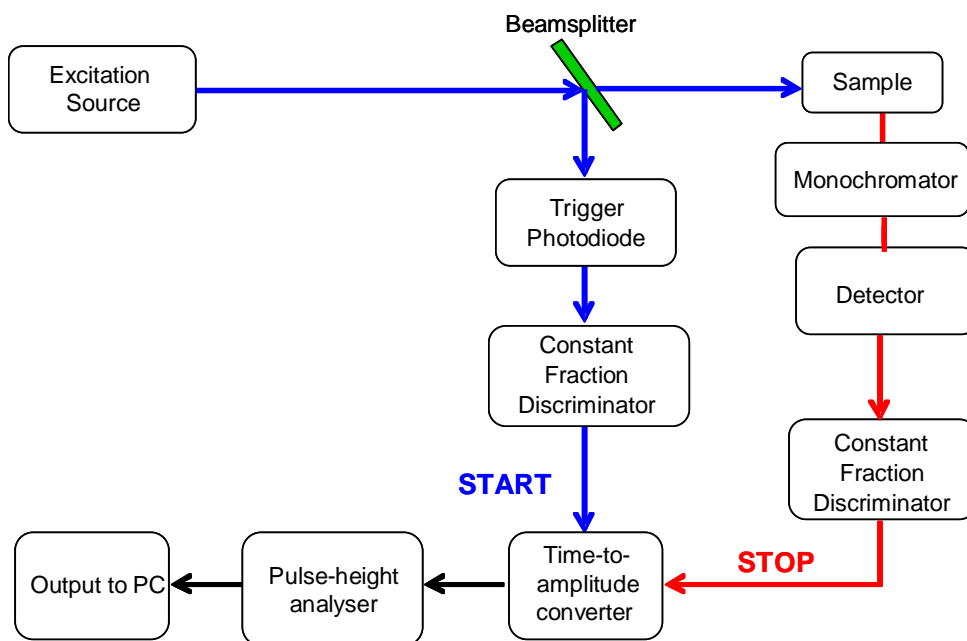 Beamsplitter
Excitation
Source
Sample
Monochromator
Trigger
Photodiode
Detector
Constant
Fraction
Discriminator
Constant
Fraction
Discriminator
START
STOP
Time-to-
amplitude
converter
Pulse-height
analyser
Output to PC